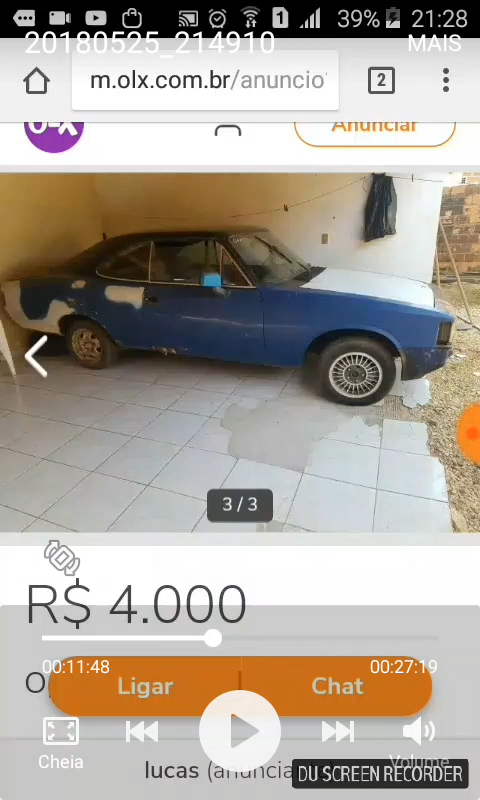 1
39% 21:28
20180525_214910 MAIS
m.olx.com.br/anuncio
2
Anunciar
3 / 3
R$ 4.000
00:11:48 00:27:19
Ligar Chat
Cheia Volume
lucas
DU SCREEN RECORDER